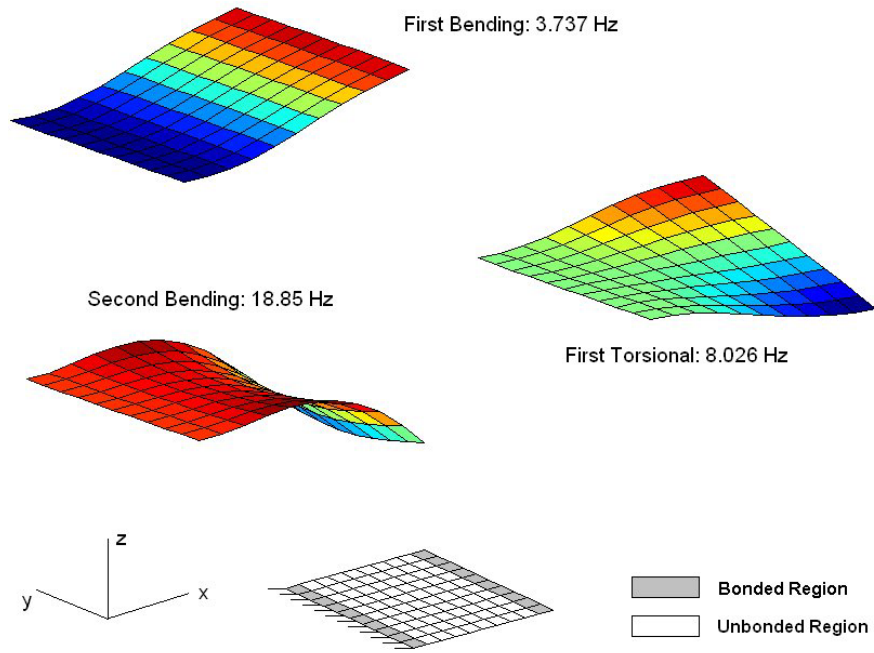 First Bending: 3.737 Hz
Second Bending: 18.85 Hz
First Torsional: 8.026 Hz
z
y
x
Bonded Region
Unbonded Region